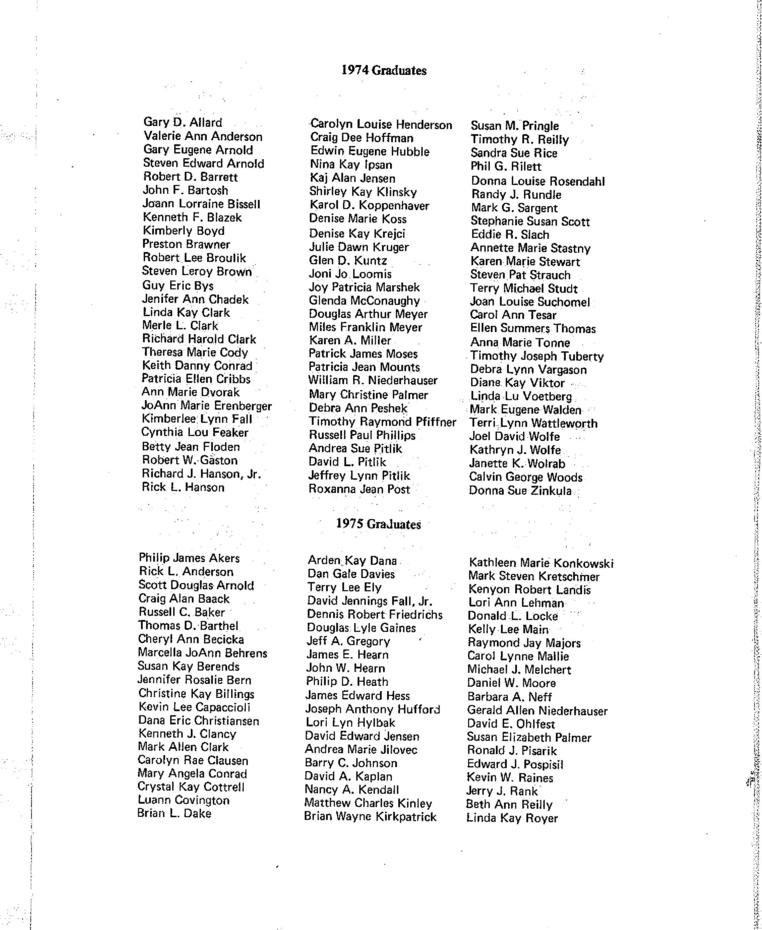 1974 Graduates
Gary D. Allard
Valerie Ann Anderson
Gary Eugene Arnold
Steven Edward Arnold
Robert D. Barrett
John F. Bartosh
Joann Lorraine Bissell
Kenneth F. Blazek
Kimberly Boyd
Preston Brawner
Robert Lee Broulik
Steven Leroy Brown
Guy Eric Bys
Jenifer Ann Chadek
Linda Kay Clark
Merle L. Clark
Richard Harold Clark
Theresa Marie Cody
Keith Danny Conrad
Patricia Ellen Cribbs
Ann Marie Dvorak
JoAnn Marie Erenberger
Kimberlee Lynn Fall
Cynthia Lou Feaker
Betty Jean Floden
Robert W. Gaston
Richard J. Hanson, Jr.
Rick L. Hanson
Carolyn Louise Henderson
Craig Dee Hoffman
Edwin Eugene Hubble
Nina Kay Ipsan
Kaj Alan Jensen
Shirley Kay Klinsky
Karol D. Koppenhaver
Denise Marie Koss
Denise Kay Krejci
Julie Dawn Kruger
Glen D. Kuntz
Joni Jo Loomis
Joy Patricia Marshek
Glenda McConaughy
Douglas Arthur Meyer
Miles Franklin Meyer
Karen A. Miller
Patrick James Moses
Patricia Jean Mounts
William R. Niederhauser
Mary Christine Palmer
Debra Ann Peshek
Timothy Raymond Pfiffner
Russell Paul Phillips
Andrea Sue Pitlik
David L. Pitlik
Jeffrey Lynn Pitlik
Roxanna Jean Post
Susan M. Pringle
Timothy R. Reilly
Sandra Sue Rice
Phil G. Rilett
Donna Louise Rosendahl
Randy J. Rundle
Mark G. Sargent
Stephanie Susan Scott
Eddie R. Slach
Annette Marie Stastny
Karen Marie Stewart
Steven Pat Strauch
Terry Michael Studt
Joan Louise Suchomel
Carol Ann Tesar
Ellen Summers Thomas
Anna Marie Tonne
Timothy Joseph Tuberty
Debra Lynn Vargason
Diane Kay Viktor
Linda Lu Voetberg
Mark Eugene Walden
Terri Lynn Wattleworth
Joel David Wolfe
Kathryn J. Wolfe
Janette K. Wolrab
Calvin George Woods
Donna Sue Zinkula
1975 Graduates
Philip James Akers
Rick L. Anderson
Scott Douglas Arnold
Craig Alan Baack
Russell C. Baker
Thomas D. Barthel
Cheryl Ann Becicka
Marcella JoAnn Behrens
Susan Kay Berends
Jennifer Rosalie Bern
Christine Kay Billings
Kevin Lee Capaccioli
Dana Eric Christiansen
Kenneth J. Clancy
Mark Allen Clark
Carolyn Rae Clausen
Mary Angela Conrad
Crystal Kay Cottrell
Luann Covington
Brian L. Dake
Arden Kay Dana
Dan Gale Davies
Terry Lee Ely
David Jennings Fall, Jr.
Dennis Robert Friedrichs
Douglas Lyle Gaines
Jeff A. Gregory
James E. Hearn
John W. Hearn
Philip D. Heath
James Edward Hess
Joseph Anthony Hufford
Lori Lyn Hylbak
David Edward Jensen
Andrea Marie Jilovec
Barry C. Johnson
David A. Kaplan
Nancy A. Kendall
Matthew Charles Kinley
Brian Wayne Kirkpatrick
Kathleen Marie Konkowski
Mark Steven Kretschmer
Kenyon Robert Landis
Lori Ann Lehman
Donald L. Locke
Kelly Lee Main
Raymond Jay Majors
Carol Lynne Mallie
Michael J. Melchert
Daniel W. Moore
Barbara A. Neff
Gerald Allen Niederhauser
David E. Ohlfest
Susan Elizabeth Palmer
Ronald J. Pisarik
Edward J. Pospisil
Kevin W. Raines
Jerry J. Rank
Beth Ann Reilly
Linda Kay Royer